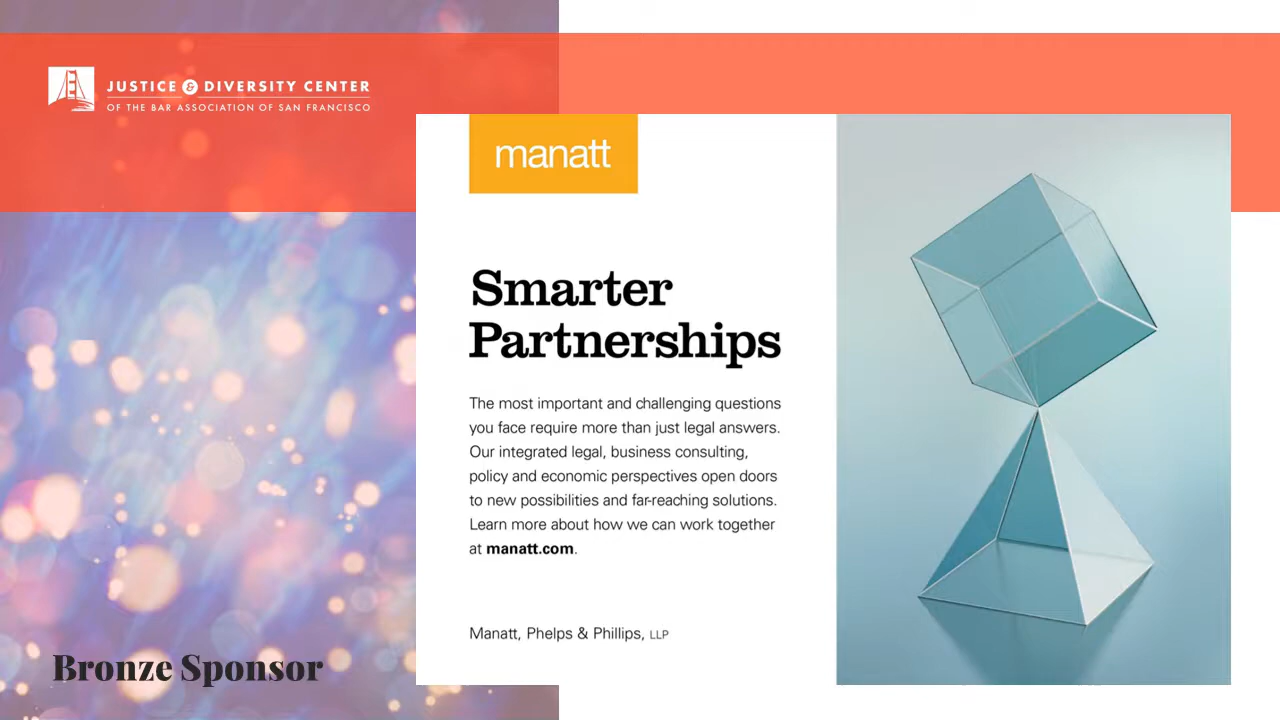 JUSTICE & DIVERSITY CENTER
OF THE BAR ASSOCIATION OF SAN FRANCISCO
manatt
Smarter
Partnerships
The most important and challenging questions
you face require more than just legal answers.
Our integrated legal, business consulting,
policy and economic perspectives open doors
to new possibilities and far-reaching solutions.
Learn more about how we can work together
at manatt.com.
Manatt, Phelps & Phillips, LLP
Bronze Sponsor